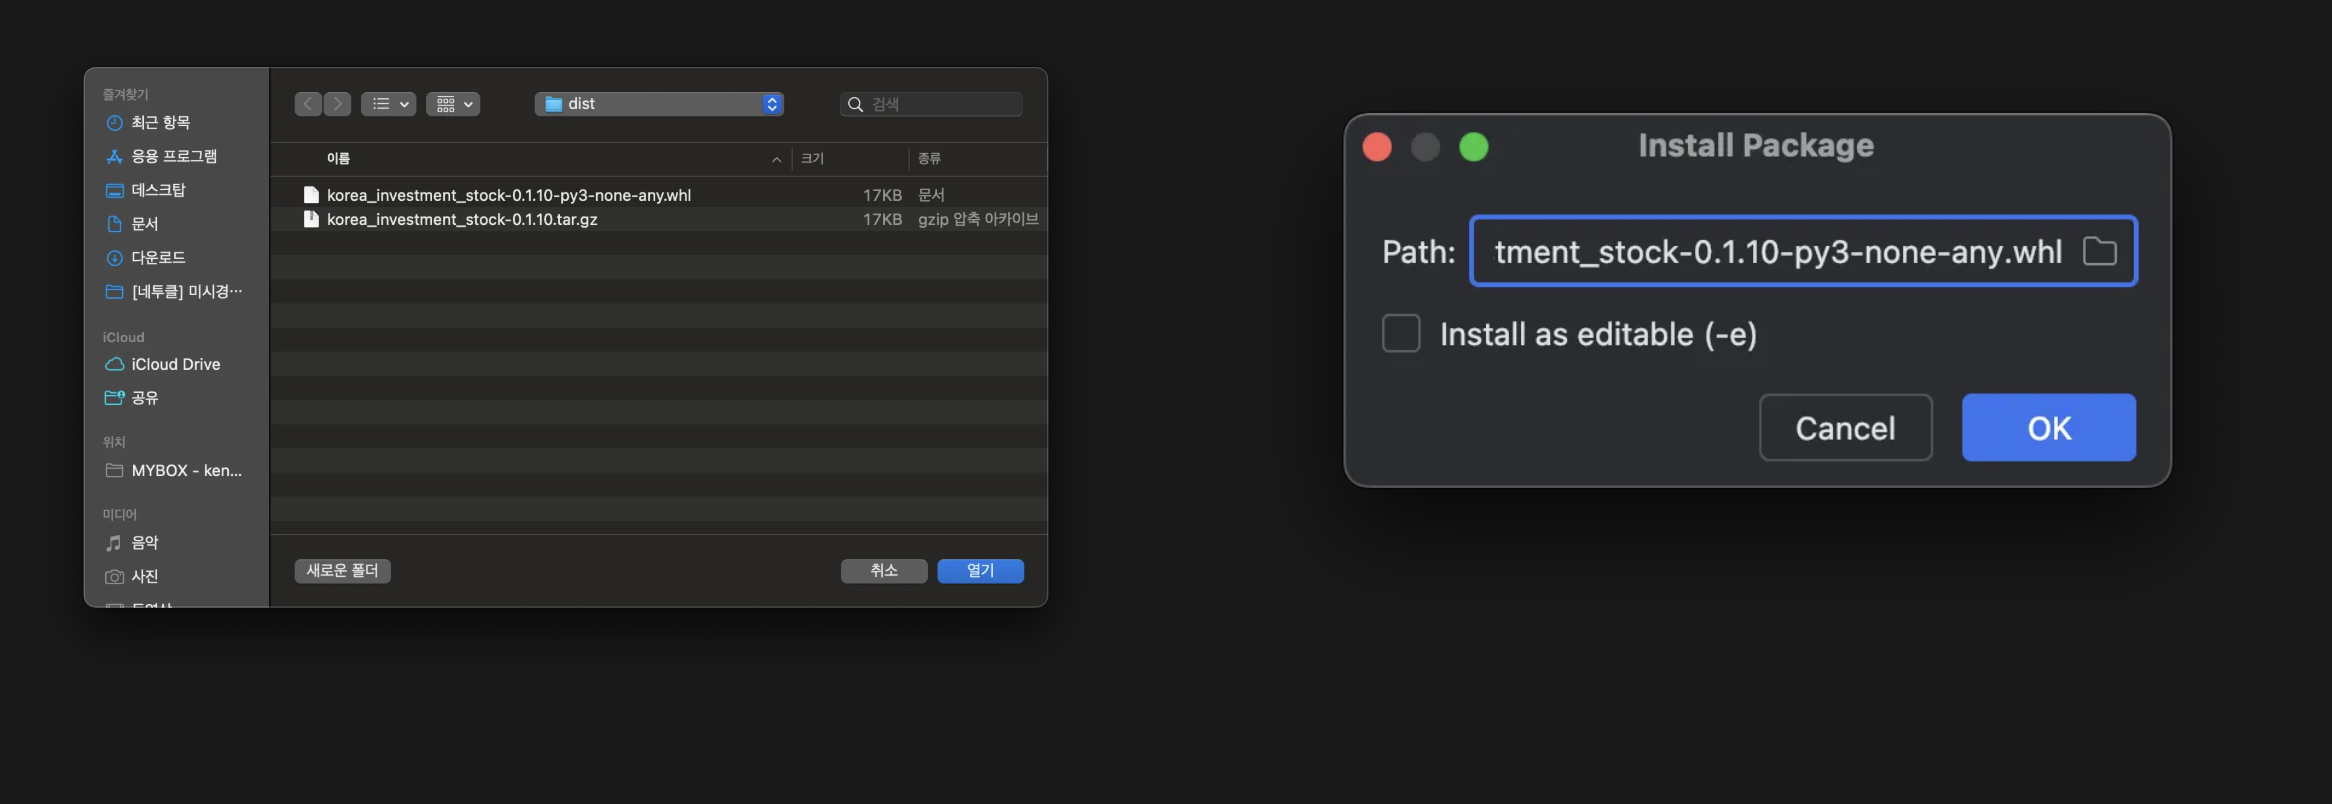 즐겨찾기
최근 항목
응용 프로그램
데스크탑
문서
다운로드
[네투클] 미시경…
iCloud
iCloud Drive
공유
위치
MYBOX - ken...
미디어
음악
사진
dist
검색
이름 크기 종류
korea_investment_stock-0.1.10-py3-none-any.whl 17KB 문서
korea_investment_stock-0.1.10.tar.gz 17KB gzip 압축 아카이브
새로운 폴더 취소 열기
Install Package
Path: tment_stock-0.1.10-py3-none-any.whl
Install as editable (-e)
Cancel OK